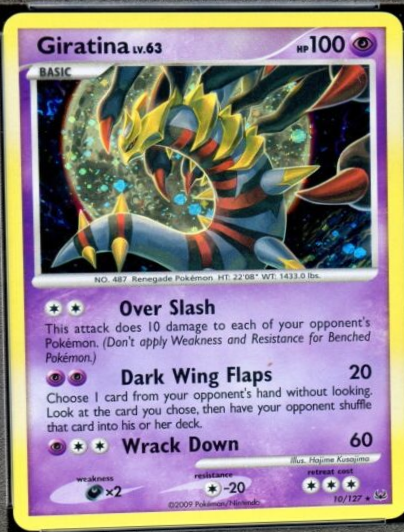 Giratina LV.63 HP 100
BASIC
NO. 487 Renegade Pokémon HT: 22'08" WT: 1433.0 lbs.
Over Slash
This attack does 10 damage to each of your opponent's
Pokémon. (Don't apply Weakness and Resistance for Benched
Pokémon.)
Dark Wing Flaps 20
Choose 1 card from your opponent's hand without looking.
Look at the card you chose, then have your opponent shuffle
that card into his or her deck.
Wrack Down 60
Illus. Hajime Kusajima
weakness resistance retreat cost
×2 -20
10/127
©2009 Pokémon/Nintendo